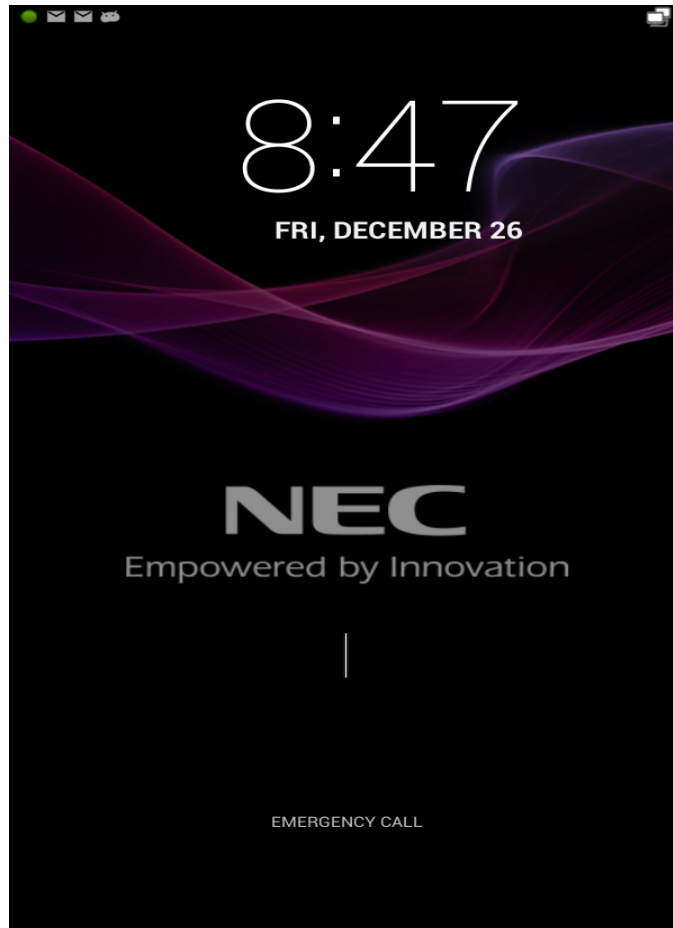 8:47
FRI, DECEMBER 26
NEC
Empowered by Innovation
EMERGENCY CALL